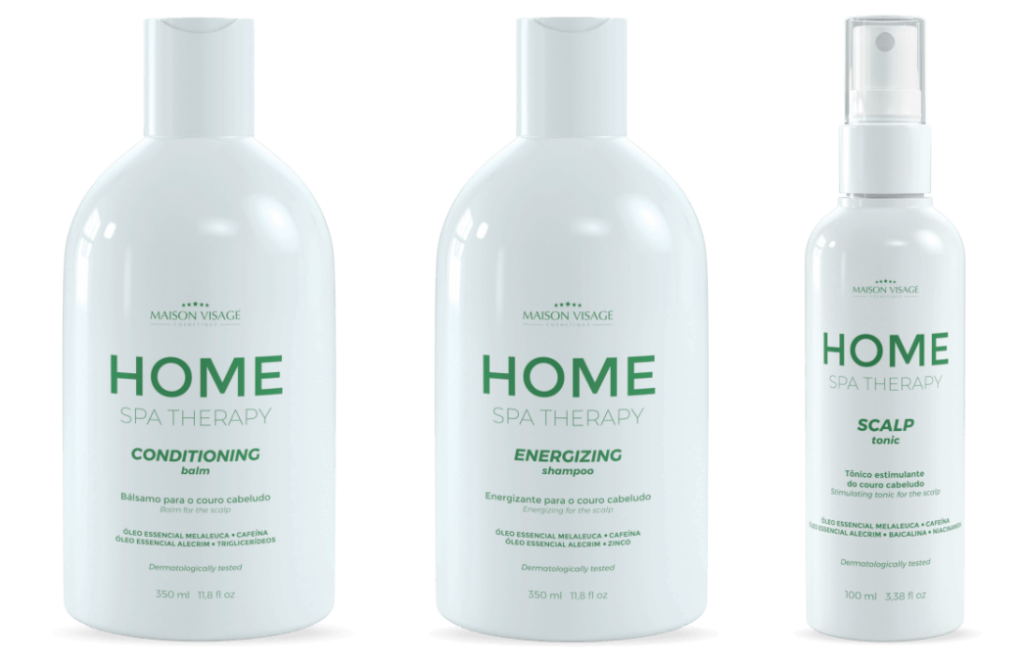 MAISON VISAGE
COSMÉTIQUES
HOME
SPA THERAPY
CONDITIONING
balm
Bálsamo para o couro cabeludo
Balm for the scalp
ÓLEO ESSENCIAL MELALEUCA • CAFEÍNA
ÓLEO ESSENCIAL ALECRIM • TRIGLICERÍDEOS
Dermatologically tested
350 ml 11,8 fl oz
MAISON VISAGE
COSMÉTIQUES
HOME
SPA THERAPY
ENERGIZING
shampoo
Energizante para o couro cabeludo
Energizing for the scalp
ÓLEO ESSENCIAL MELALEUCA • CAFEÍNA
ÓLEO ESSENCIAL ALECRIM • ZINCO
Dermatologically tested
350 ml 11,8 fl oz
MAISON VISAGE
HOME
SPA THERAPY
SCALP
tonic
Tônico estimulante
do couro cabeludo
Stimulating tonic for the scalp
ÓLEO ESSENCIAL MELALEUCA • CAFEÍNA
ÓLEO ESSENCIAL ALECRIM • BAICALINA • NIACINAMIDA
Dermatologically tested
100 ml 3,38 fl oz